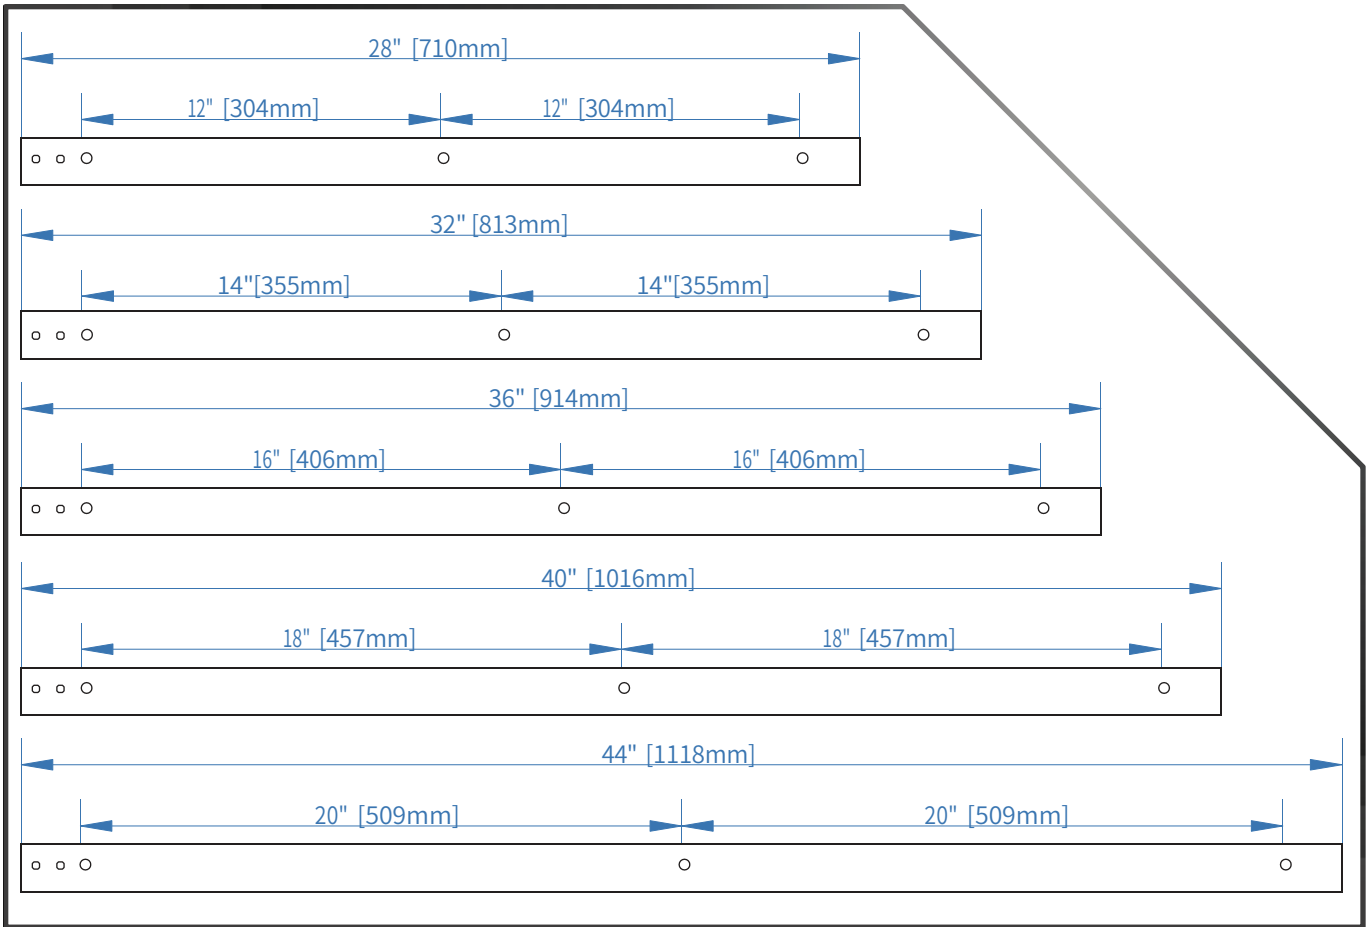 28" [710mm]
12" [304mm] 12" [304mm]
32" [813mm]
14"[355mm] 14"[355mm]
36" [914mm]
16" [406mm] 16" [406mm]
40" [1016mm]
18" [457mm] 18" [457mm]
44" [1118mm]
20" [509mm] 20" [509mm]